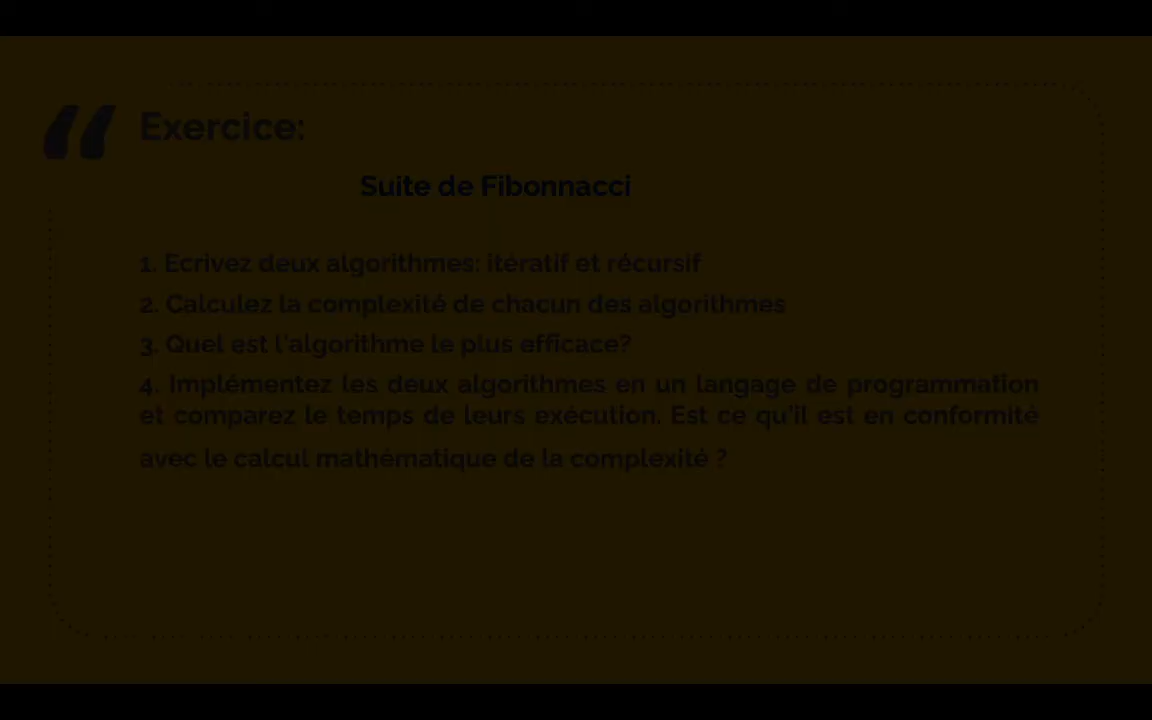 Exercice:
Suite de Fibonnacci
1. Ecrivez deux algorithmes: itératif et récursif
2. Calculez la complexité de chacun des algorithmes
3. Quel est l'algorithme le plus efficace?
4. Implémentez les deux algorithmes en un langage de programmation
et comparez le temps de leurs exécution. Est ce qu'il est en conformité
avec le calcul mathématique de la complexité ?